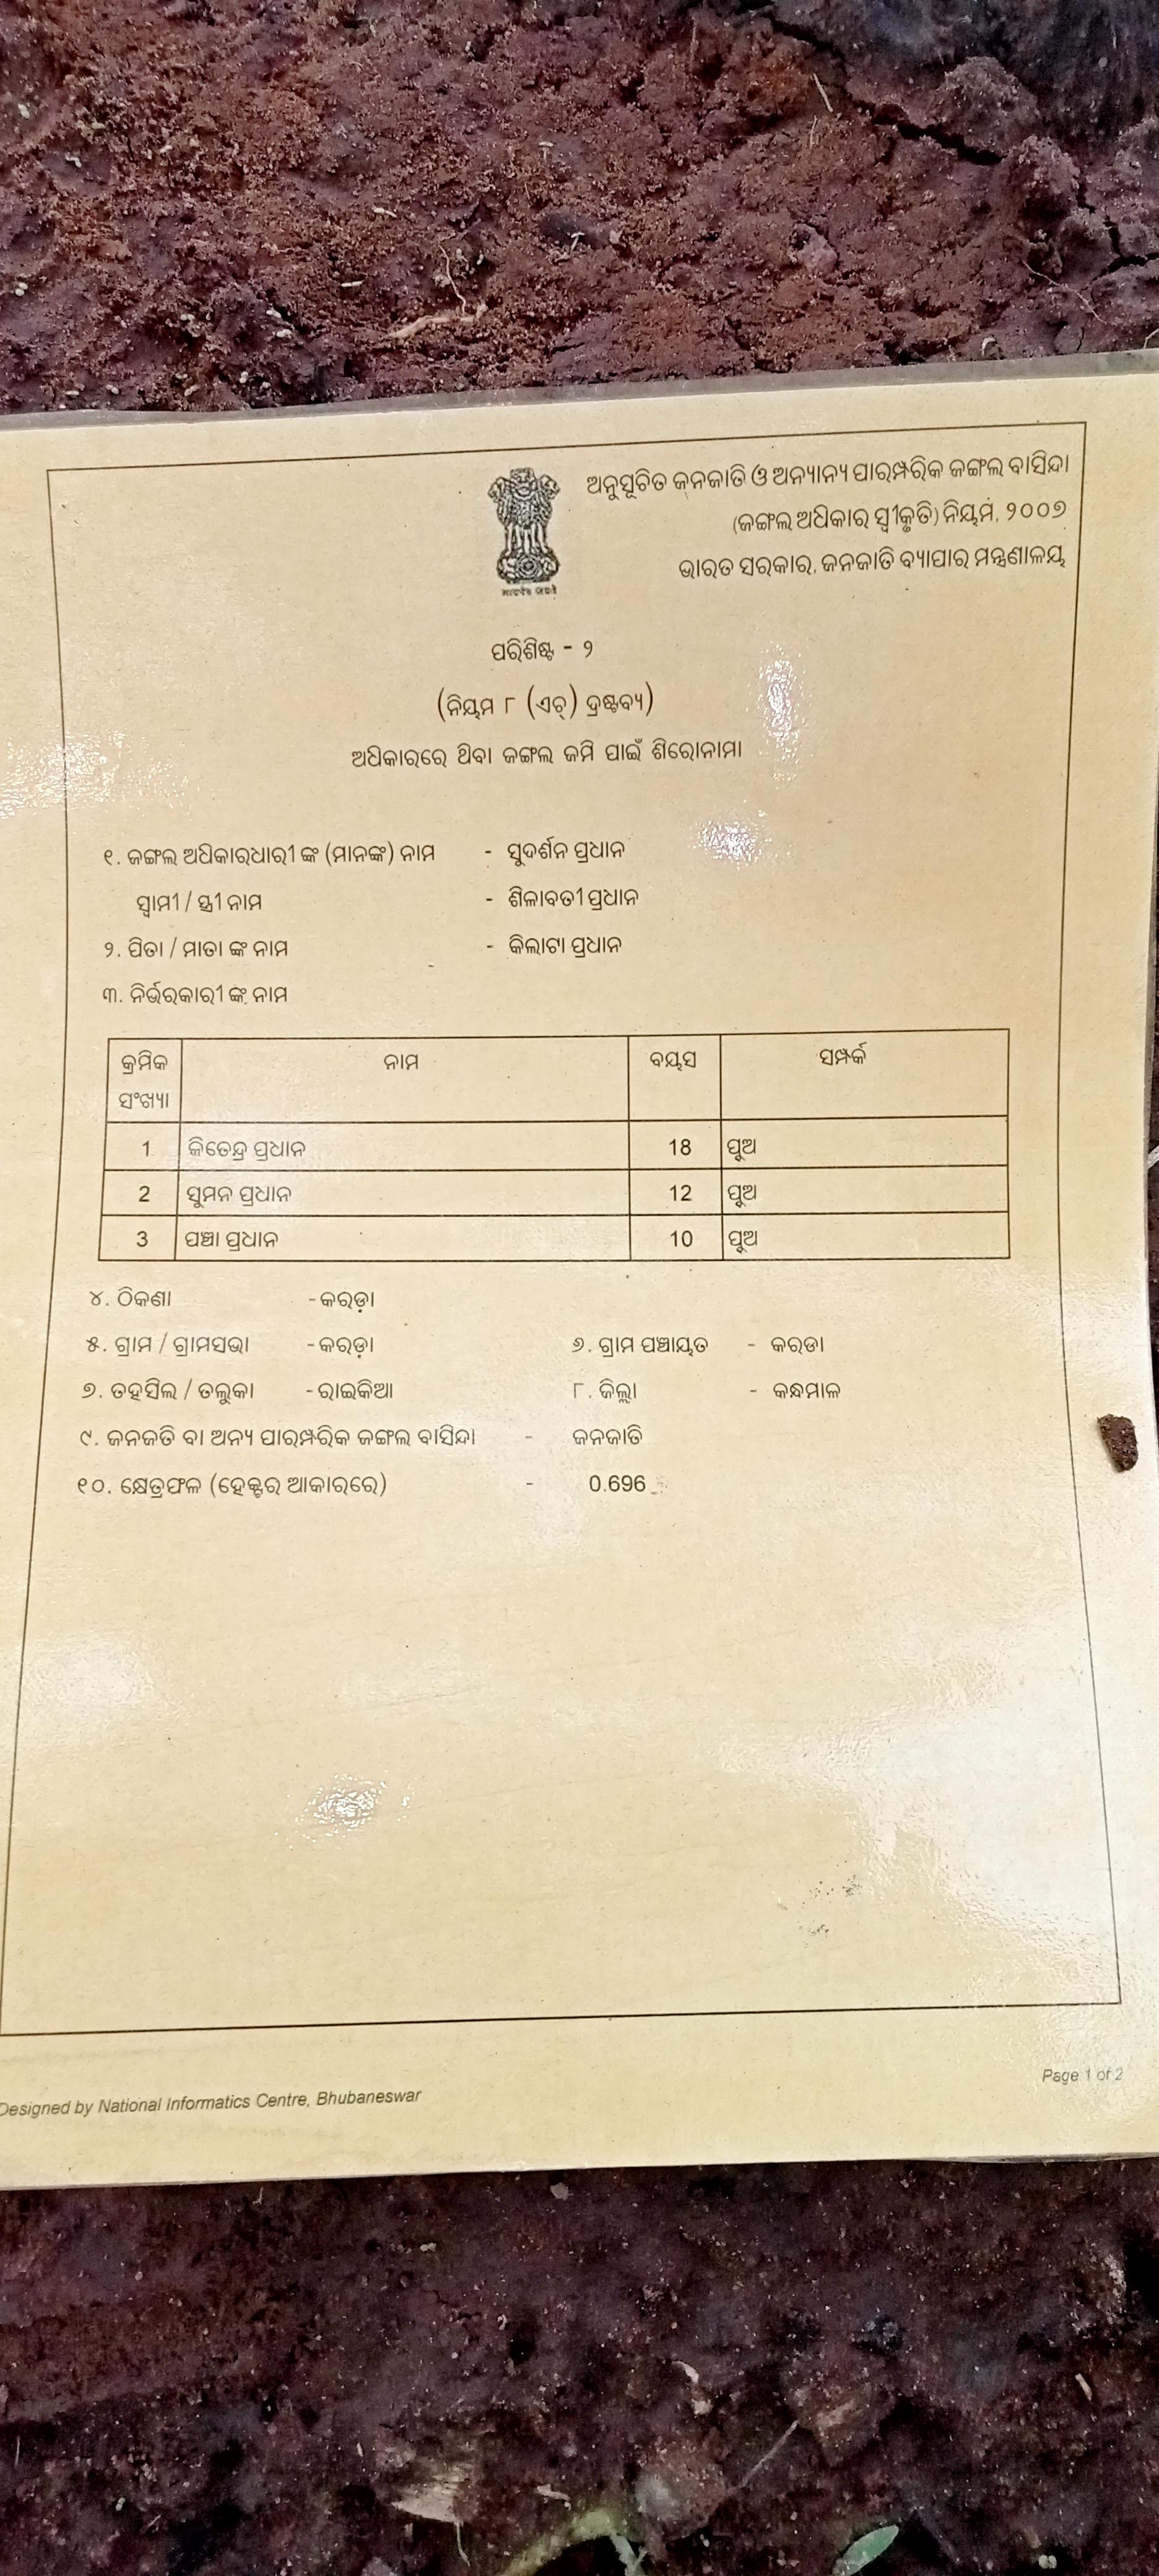 ଅନୁସୂଚିତ ଜନଜାତି ଓ ଅନ୍ୟାନ୍ୟ ପାରମ୍ପରିକ ଜଙ୍ଗଲ ବାସିନ୍ଦା
(ଜଙ୍ଗଲ ଅଧିକାର ସ୍ୱୀକୃତି) ନିୟମ, ୨୦୦୭
ଭାରତ ସରକାର, ଜନଜାତି ବ୍ୟାପାର ମନ୍ତ୍ରଣାଳୟ
सत्यमेव जयते
ପରିଶିଷ୍ଟ - ୨
(ନିୟମ ୮ (ଏଚ୍) ଦ୍ରଷ୍ଟବ୍ୟ)
ଅଧିକାରରେ ଥିବା ଜଙ୍ଗଲ ଜମି ପାଇଁ ଶିରୋନାମା
୧. ଜଙ୍ଗଲ ଅଧିକାରଧାରୀ ଙ୍କ (ମାନଙ୍କ) ନାମ - ସୁଦର୍ଶନ ପ୍ରଧାନ
ସ୍ୱାମୀ / ସ୍ତ୍ରୀ ନାମ - ଶିଳାବତୀ ପ୍ରଧାନ
୨. ପିତା / ମାତା ଙ୍କ ନାମ - କିଲାଟା ପ୍ରଧାନ
୩. ନିର୍ଭରକାରୀ ଙ୍କ ନାମ
କ୍ରମିକ ସଂଖ୍ୟା ନାମ ବୟସ ସମ୍ପର୍କ
1 ଜିତେନ୍ଦ୍ର ପ୍ରଧାନ 18 ପୁଅ
2 ସୁମନ ପ୍ରଧାନ 12 ପୁଅ
3 ପଞ୍ଚା ପ୍ରଧାନ 10 ପୁଅ
୪. ଠିକଣା - କରଡ଼ା
୫. ଗ୍ରାମ / ଗ୍ରାମସଭା - କରଡ଼ା ୬. ଗ୍ରାମ ପଞ୍ଚାୟତ - କରଡା
୭. ତହସିଲ / ତଲୁକା - ରାଇକିଆ ୮. ଜିଲ୍ଲା - କନ୍ଧମାଳ
୯. ଜନଜତି ବା ଅନ୍ୟ ପାରମ୍ପରିକ ଜଙ୍ଗଲ ବାସିନ୍ଦା - ଜନଜାତି
୧୦. କ୍ଷେତ୍ରଫଳ (ହେକ୍ଟର ଆକାରରେ) - 0.696
Page 1 of 2
Designed by National Informatics Centre, Bhubaneswar